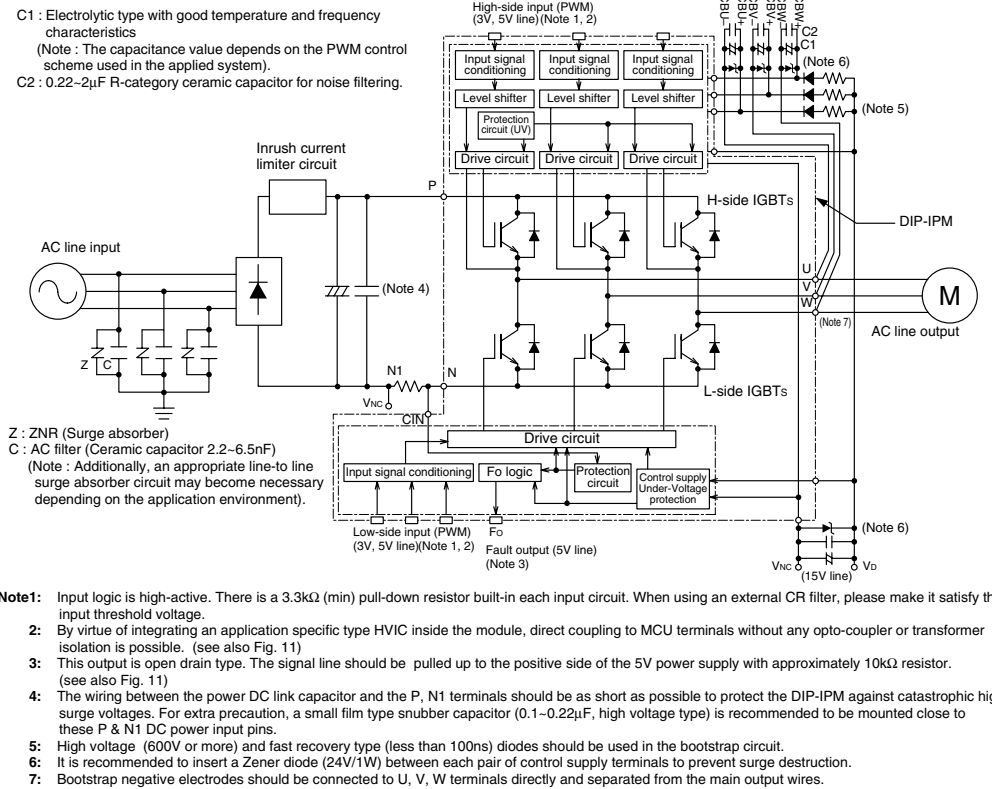 C1 : Electrolytic type with good temperature and frequency
characteristics
(Note : The capacitance value depends on the PWM control
scheme used in the applied system).
C2 : 0.22~2μF R-category ceramic capacitor for noise filtering.
High-side input (PWM)
(3V, 5V line)(Note 1, 2)
CBU–
CBU+
CBV–
CBV+
CBW–
CBW+
C2
C1
(Note 6)
(Note 5)
Input signal
conditioning
Input signal
conditioning
Input signal
conditioning
Level shifter
Level shifter
Level shifter
Protection
circuit (UV)
Drive circuit
Drive circuit
Drive circuit
Inrush current
limiter circuit
P
H-side IGBTS
DIP-IPM
AC line input
(Note 4)
U
V
W
(Note 7)
M
AC line output
Z
C
N1
N
VNC
CIN
L-side IGBTS
Z : ZNR (Surge absorber)
C : AC filter (Ceramic capacitor 2.2~6.5nF)
(Note : Additionally, an appropriate line-to line
surge absorber circuit may become necessary
depending on the application environment).
Drive circuit
Input signal conditioning
Fo logic
Protection
circuit
Control supply
Under-Voltage
protection
Low-side input (PWM)
(3V, 5V line)(Note 1, 2)
FO
Fault output (5V line)
(Note 3)
(Note 6)
VNC
(15V line)
VD
Note1: Input logic is high-active. There is a 3.3kΩ (min) pull-down resistor built-in each input circuit. When using an external CR filter, please make it satisfy th
input threshold voltage.
2: By virtue of integrating an application specific type HVIC inside the module, direct coupling to MCU terminals without any opto-coupler or transformer
isolation is possible. (see also Fig. 11)
3: This output is open drain type. The signal line should be pulled up to the positive side of the 5V power supply with approximately 10kΩ resistor.
(see also Fig. 11)
4: The wiring between the power DC link capacitor and the P, N1 terminals should be as short as possible to protect the DIP-IPM against catastrophic hig
surge voltages. For extra precaution, a small film type snubber capacitor (0.1~0.22μF, high voltage type) is recommended to be mounted close to
these P & N1 DC power input pins.
5: High voltage (600V or more) and fast recovery type (less than 100ns) diodes should be used in the bootstrap circuit.
6: It is recommended to insert a Zener diode (24V/1W) between each pair of control supply terminals to prevent surge destruction.
7: Bootstrap negative electrodes should be connected to U, V, W terminals directly and separated from the main output wires.